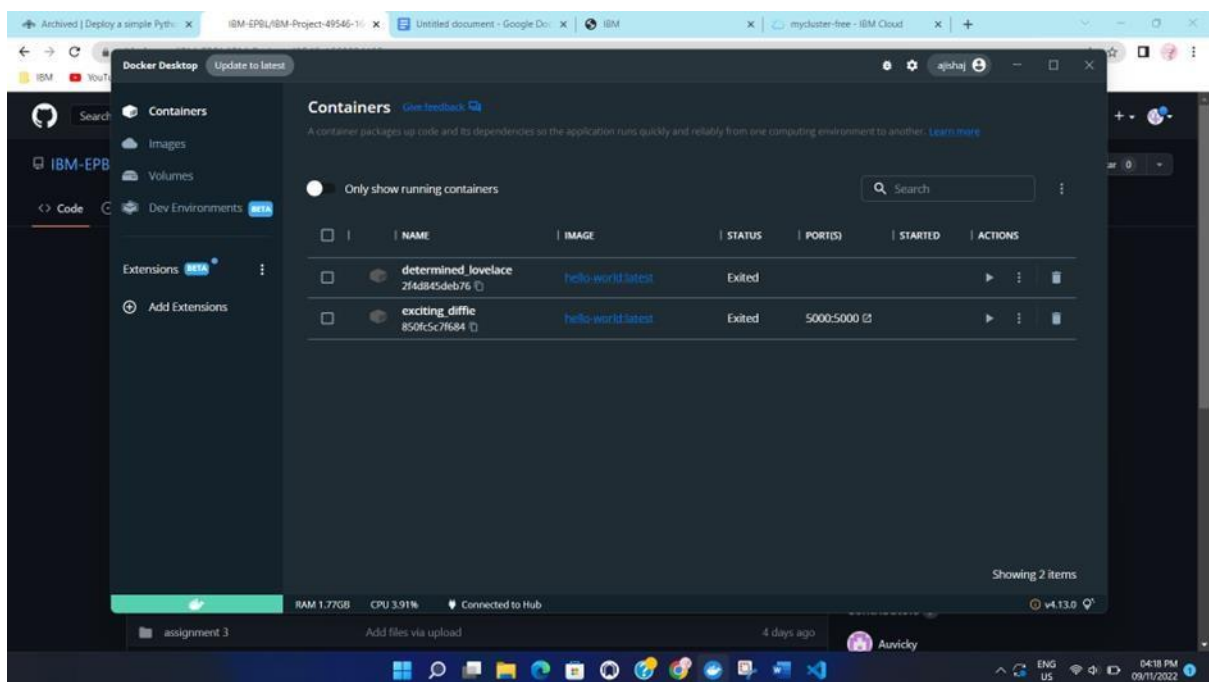 Archived | Deploy a simple Pyth
IBM-EPBL/IBM-Project-49546-16
Untitled document - Google Doc
IBM
mycluster-free - IBM Cloud
IBM
YouTu
Docker Desktop
Update to latest
ajishaj
Search
IBM-EPB
Code
ar 0
Containers
Images
Volumes
Dev Environments BETA
Extensions BETA
Add Extensions
Containers Give feedback
A container packages up code and its dependencies so the application runs quickly and reliably from one computing environment to another. Learn more
Only show running containers
Search
NAME IMAGE STATUS PORT(S) STARTED ACTIONS
determined_lovelace hello-world:latest Exited
2f4d845deb76
exciting_diffie hello-world:latest Exited 5000:5000
850fc5c7f684
Showing 2 items
RAM 1.77GB CPU 3.91% Connected to Hub v4.13.0
assignment 3 Add files via upload 4 days ago
Auvicky
ENG
US
04:18 PM
09/11/2022
1